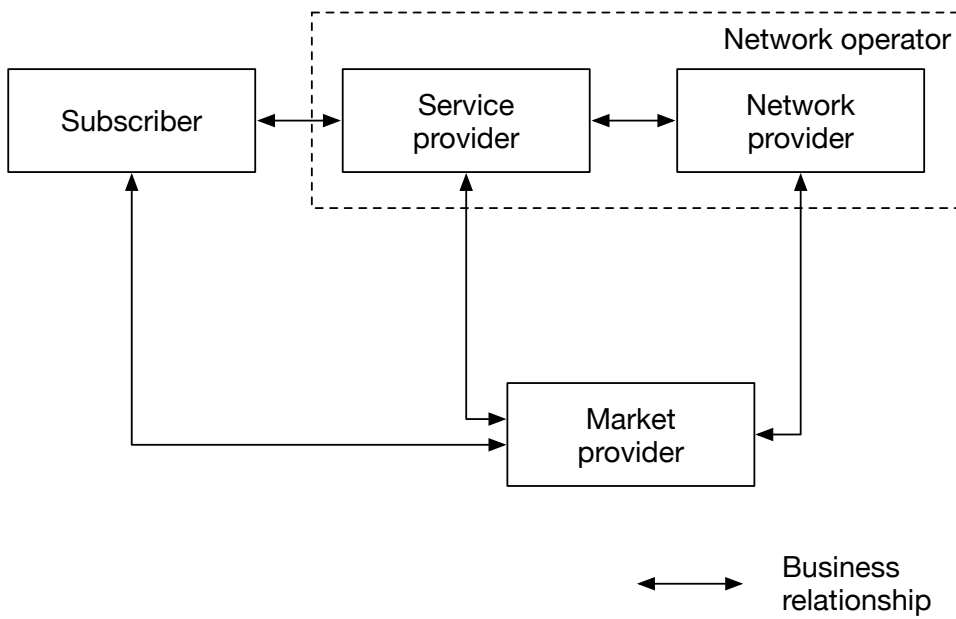 Network operator
Subscriber
Service
provider
Network
provider
Market
provider
Business
relationship